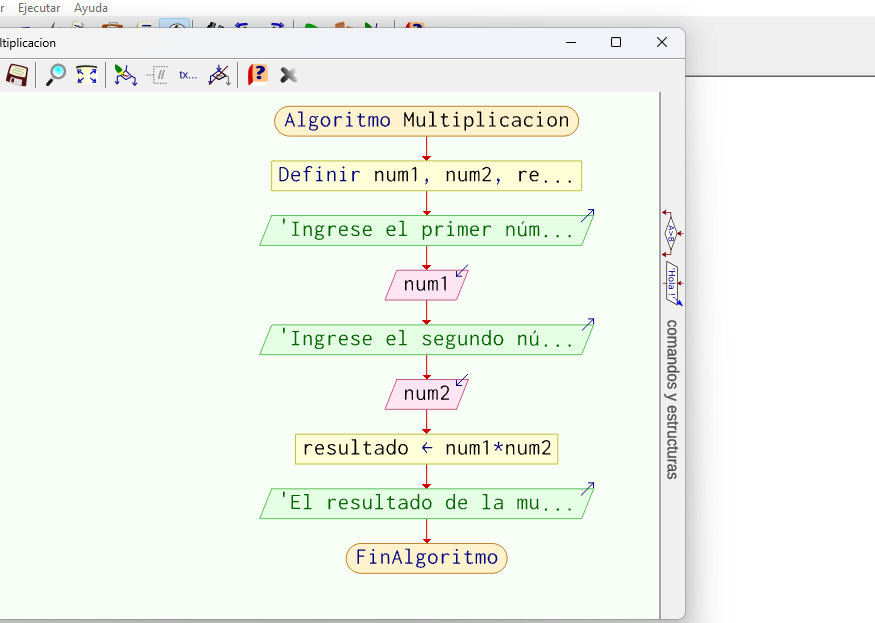 r Ejecutar Ayuda
ltiplicacion
// tx...
Algoritmo Multiplicacion
Definir num1, num2, re...
'Ingrese el primer núm...
num1
'Ingrese el segundo nú...
num2
resultado ← num1*num2
'El resultado de la mu...
FinAlgoritmo
A>B
"Hola !"
comandos y estructuras